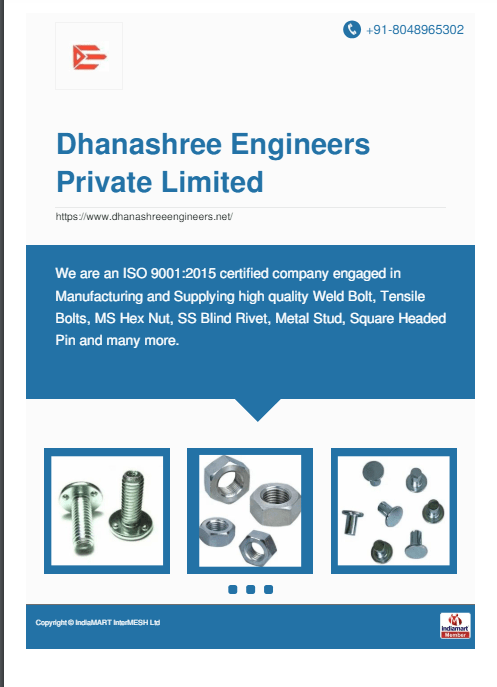 +91-8048965302
Dhanashree Engineers
Private Limited
https://www.dhanashreeengineers.net/
We are an ISO 9001:2015 certified company engaged in
Manufacturing and Supplying high quality Weld Bolt, Tensile
Bolts, MS Hex Nut, SS Blind Rivet, Metal Stud, Square Headed
Pin and many more.
Copyright © IndiaMART InterMESH Ltd
indiamart
Member